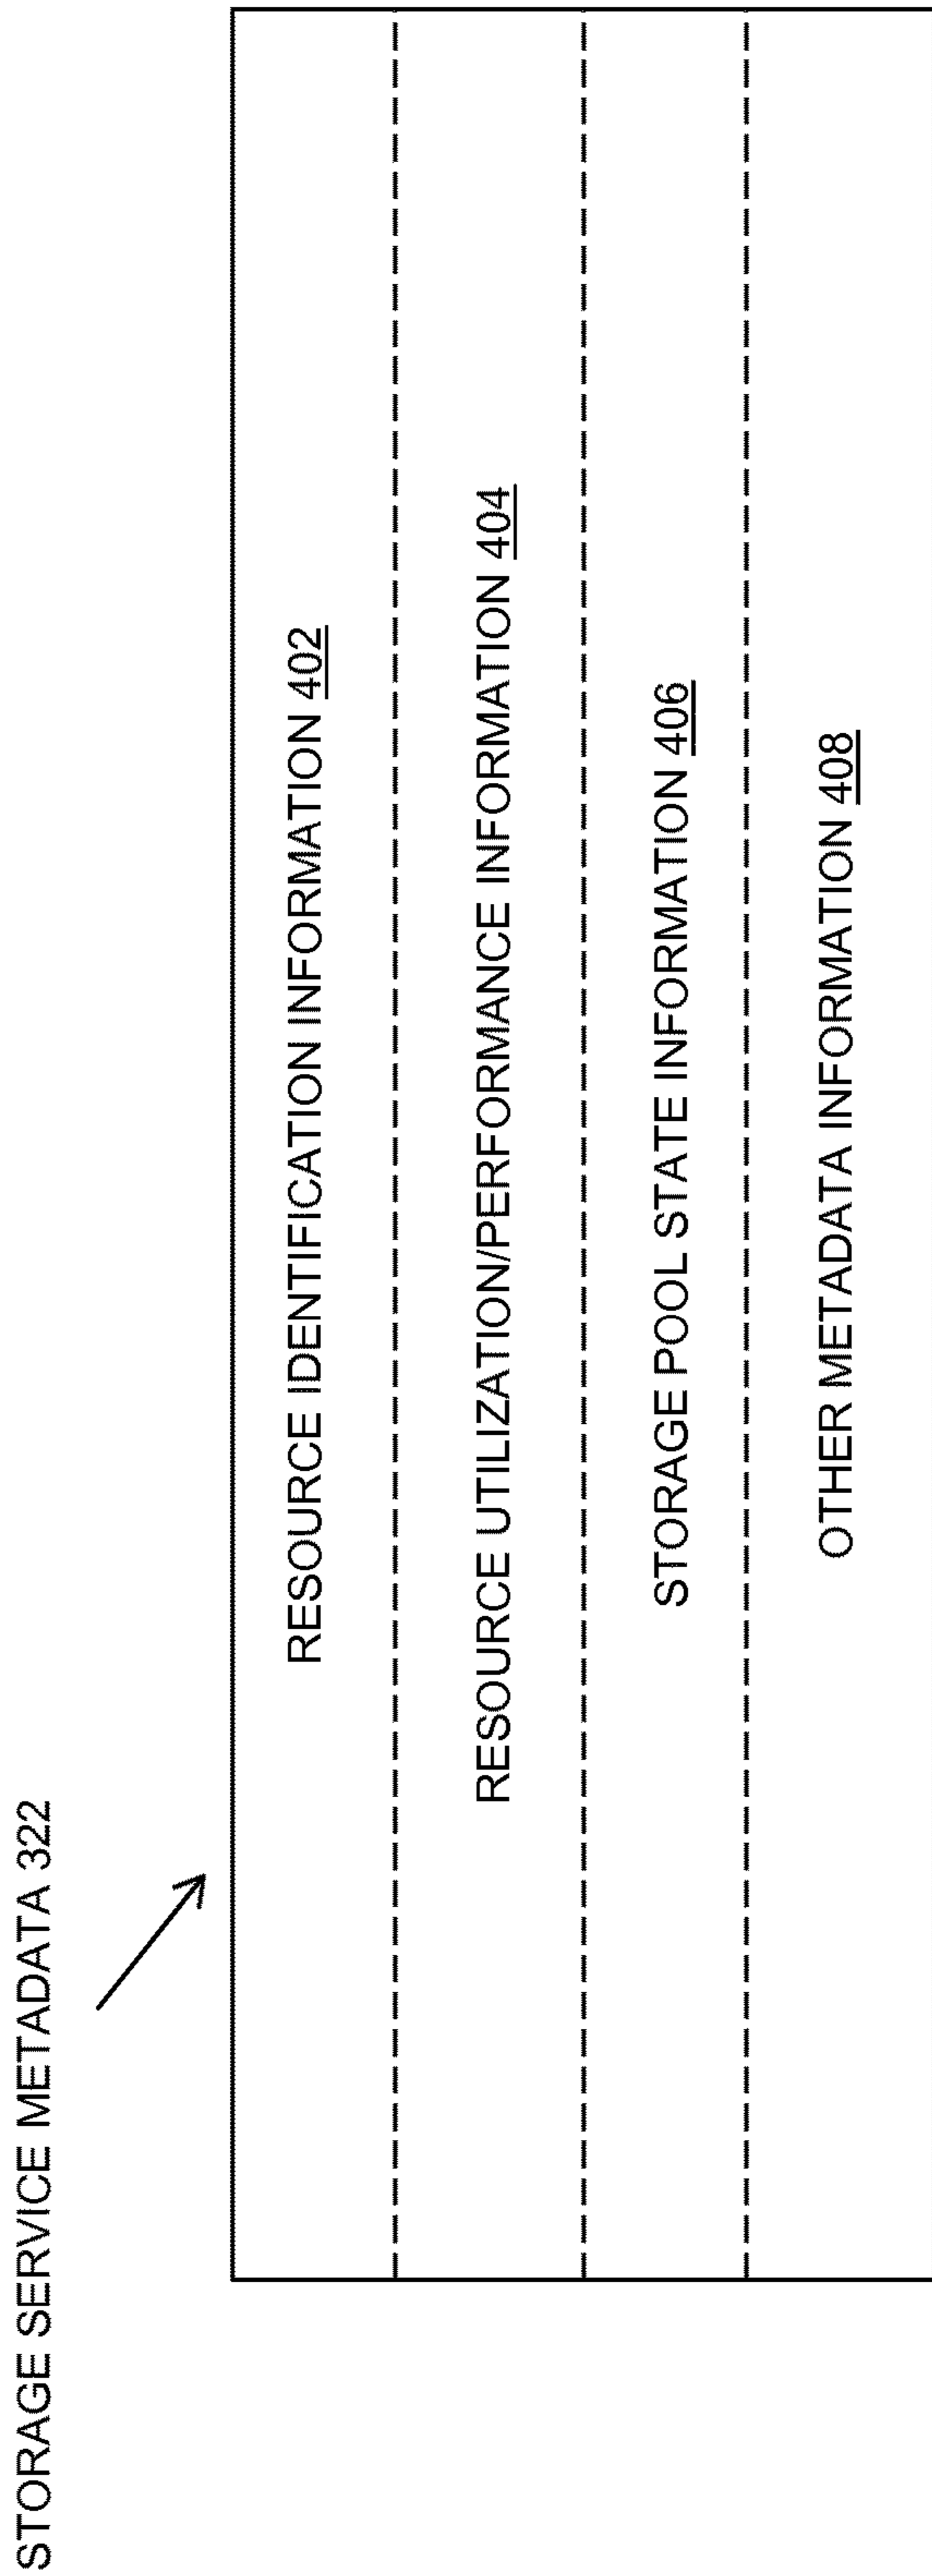 STORAGE SERVICE METADATA 322
RESOURCE IDENTIFICATION INFORMATION 402
RESOURCE UTILIZATION/PERFORMANCE INFORMATION 404
STORAGE POOL STATE INFORMATION 406
OTHER METADATA INFORMATION 408